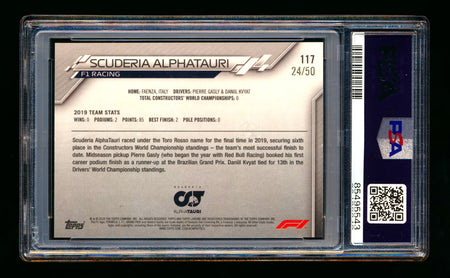 SCUDERIA ALPHATAURI
F1 RACING
117
24/50
HOME: FAENZA, ITALY DRIVERS: PIERRE GASLY & DANIIL KVYAT
TOTAL CONSTRUCTORS' WORLD CHAMPIONSHIPS: 0
2019 TEAM STATS
WINS: 0 PODIUMS: 2 POINTS: 85 BEST FINISH: 2 POLE POSITIONS: 0
Scuderia AlphaTauri raced under the Toro Rosso name for the final time in 2019, securing sixth
place in the Constructors World Championship standings – the team's most successful finish to
date. Midseason pickup Pierre Gasly (who began the year with Red Bull Racing) booked his first
career podium finish as a runner-up at the Brazilian Grand Prix. Daniil Kvyat tied for 13th in the
Drivers' World Championship standings.
SCUDERIA
ALPHATAURI
TOPPS
F1
PSA
85495543